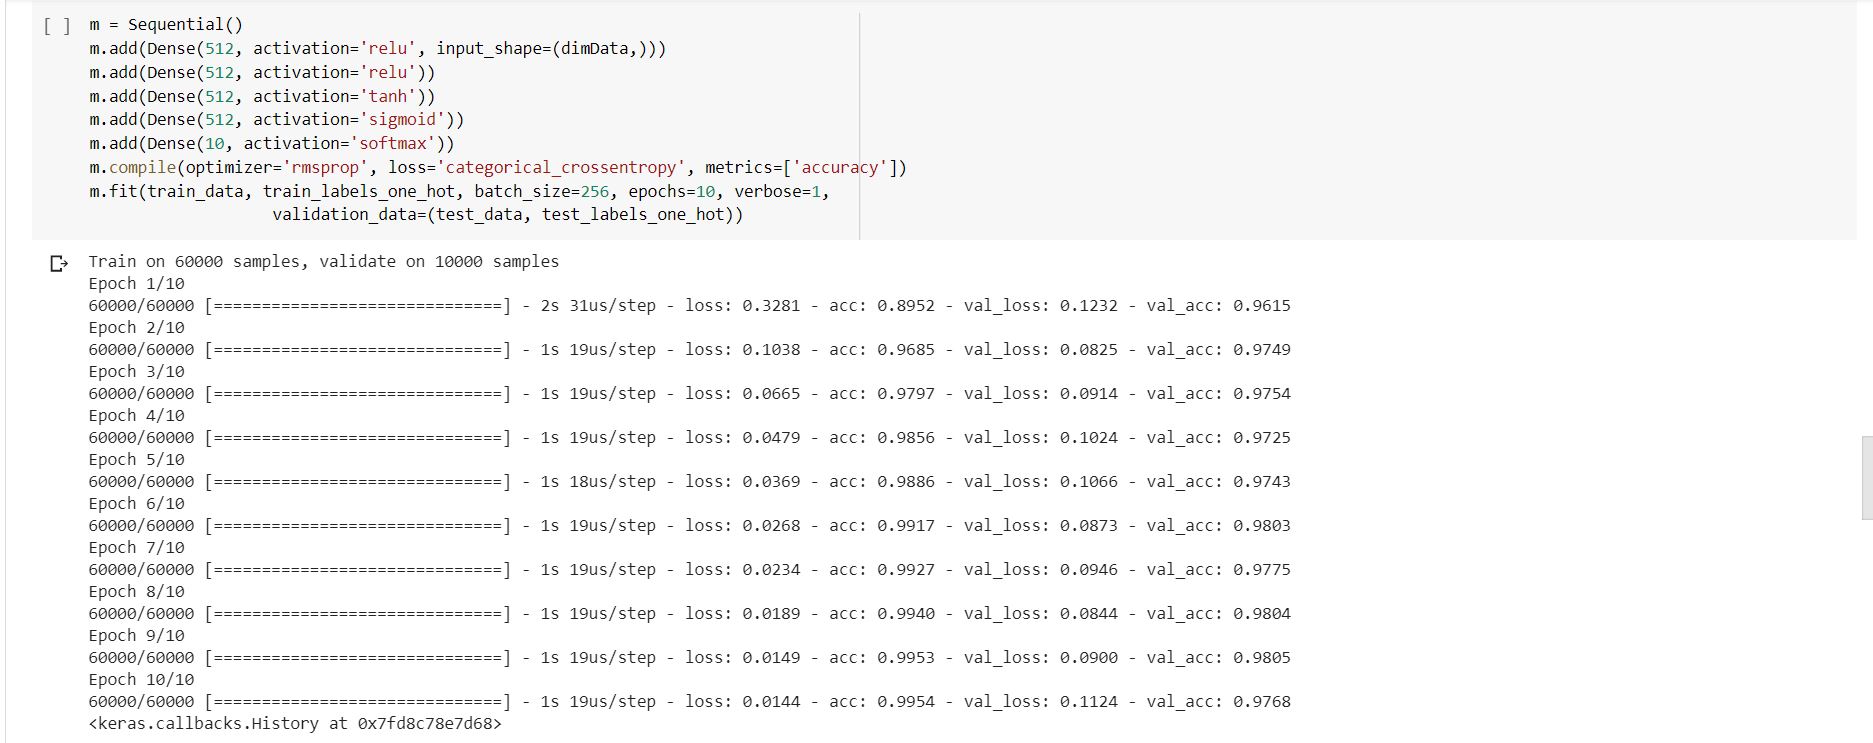 [ ] m = Sequential()
m.add(Dense(512, activation='relu', input_shape=(dimData,)))
m.add(Dense(512, activation='relu'))
m.add(Dense(512, activation='tanh'))
m.add(Dense(512, activation='sigmoid'))
m.add(Dense(10, activation='softmax'))
m.compile(optimizer='rmsprop', loss='categorical_crossentropy', metrics=['accuracy'])
m.fit(train_data, train_labels_one_hot, batch_size=256, epochs=10, verbose=1,
validation_data=(test_data, test_labels_one_hot))
Train on 60000 samples, validate on 10000 samples
Epoch 1/10
60000/60000 [==============================] - 2s 31us/step - loss: 0.3281 - acc: 0.8952 - val_loss: 0.1232 - val_acc: 0.9615
Epoch 2/10
60000/60000 [==============================] - 1s 19us/step - loss: 0.1038 - acc: 0.9685 - val_loss: 0.0825 - val_acc: 0.9749
Epoch 3/10
60000/60000 [==============================] - 1s 19us/step - loss: 0.0665 - acc: 0.9797 - val_loss: 0.0914 - val_acc: 0.9754
Epoch 4/10
60000/60000 [==============================] - 1s 19us/step - loss: 0.0479 - acc: 0.9856 - val_loss: 0.1024 - val_acc: 0.9725
Epoch 5/10
60000/60000 [==============================] - 1s 18us/step - loss: 0.0369 - acc: 0.9886 - val_loss: 0.1066 - val_acc: 0.9743
Epoch 6/10
60000/60000 [==============================] - 1s 19us/step - loss: 0.0268 - acc: 0.9917 - val_loss: 0.0873 - val_acc: 0.9803
Epoch 7/10
60000/60000 [==============================] - 1s 19us/step - loss: 0.0234 - acc: 0.9927 - val_loss: 0.0946 - val_acc: 0.9775
Epoch 8/10
60000/60000 [==============================] - 1s 19us/step - loss: 0.0189 - acc: 0.9940 - val_loss: 0.0844 - val_acc: 0.9804
Epoch 9/10
60000/60000 [==============================] - 1s 19us/step - loss: 0.0149 - acc: 0.9953 - val_loss: 0.0900 - val_acc: 0.9805
Epoch 10/10
60000/60000 [==============================] - 1s 19us/step - loss: 0.0144 - acc: 0.9954 - val_loss: 0.1124 - val_acc: 0.9768
<keras.callbacks.History at 0x7fd8c78e7d68>